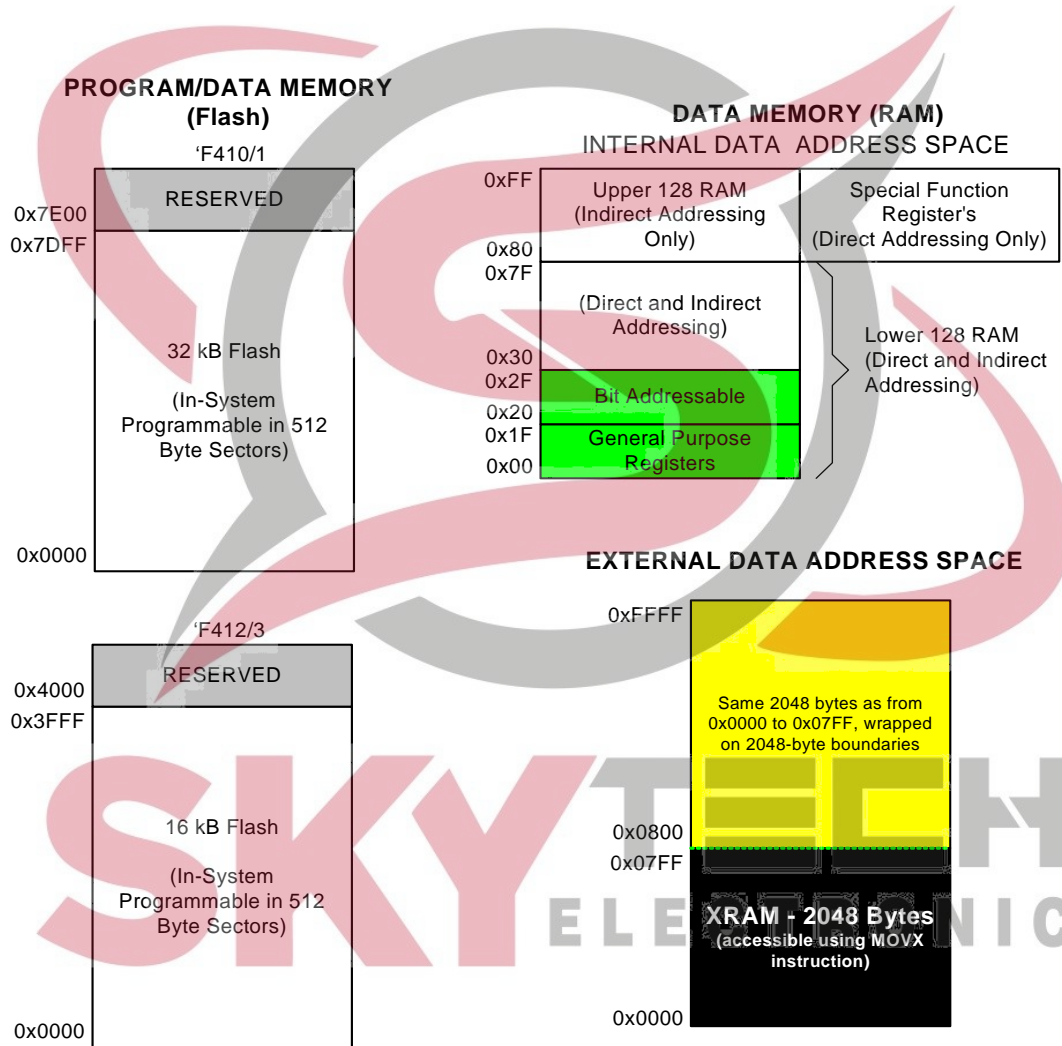 PROGRAM/DATA MEMORY
(Flash)
‘F410/1
RESERVED
0x7E00
0x7DFF
32 kB Flash
(In-System
Programmable in 512
Byte Sectors)
0x0000
‘F412/3
RESERVED
0x4000
0x3FFF
16 kB Flash
(In-System
Programmable in 512
Byte Sectors)
0x0000
DATA MEMORY (RAM)
INTERNAL DATA ADDRESS SPACE
0xFF
Upper 128 RAM
(Indirect Addressing
Only)
0x80
Special Function
Register's
(Direct Addressing Only)
0x7F
(Direct and Indirect
Addressing)
0x30
Lower 128 RAM
(Direct and Indirect
Addressing)
0x2F
Bit Addressable
0x20
0x1F
General Purpose
Registers
0x00
EXTERNAL DATA ADDRESS SPACE
0xFFFF
Same 2048 bytes as from
0x0000 to 0x07FF, wrapped
on 2048-byte boundaries
0x0800
0x07FF
XRAM - 2048 Bytes
(accessible using MOVX
instruction)
0x0000
SKYTECH
ELECTRONIC